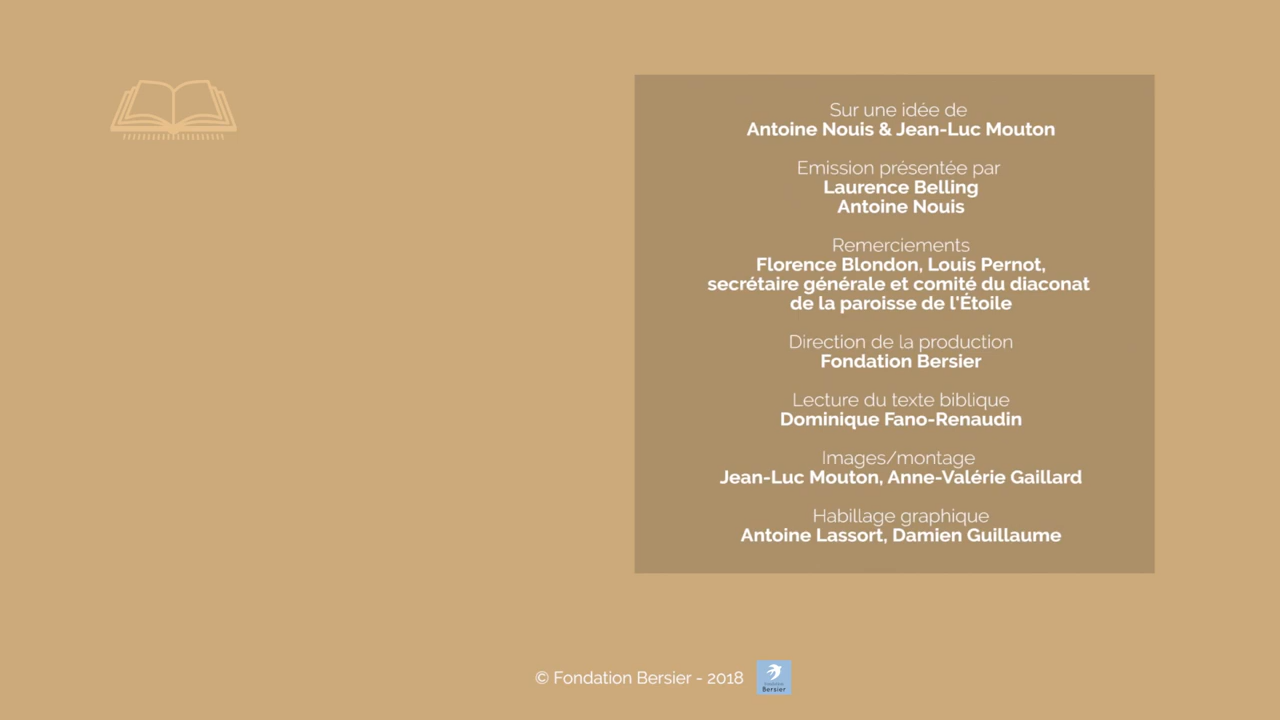 Sur une idée de
Antoine Nouis & Jean-Luc Mouton
Emission présentée par
Laurence Belling
Antoine Nouis
Remerciements
Florence Blondon, Louis Pernot,
secrétaire générale et comité du diaconat
de la paroisse de l'Étoile
Direction de la production
Fondation Bersier
Lecture du texte biblique
Dominique Fano-Renaudin
Images/montage
Jean-Luc Mouton, Anne-Valérie Gaillard
Habillage graphique
Antoine Lassort, Damien Guillaume
© Fondation Bersier - 2018
Bersier